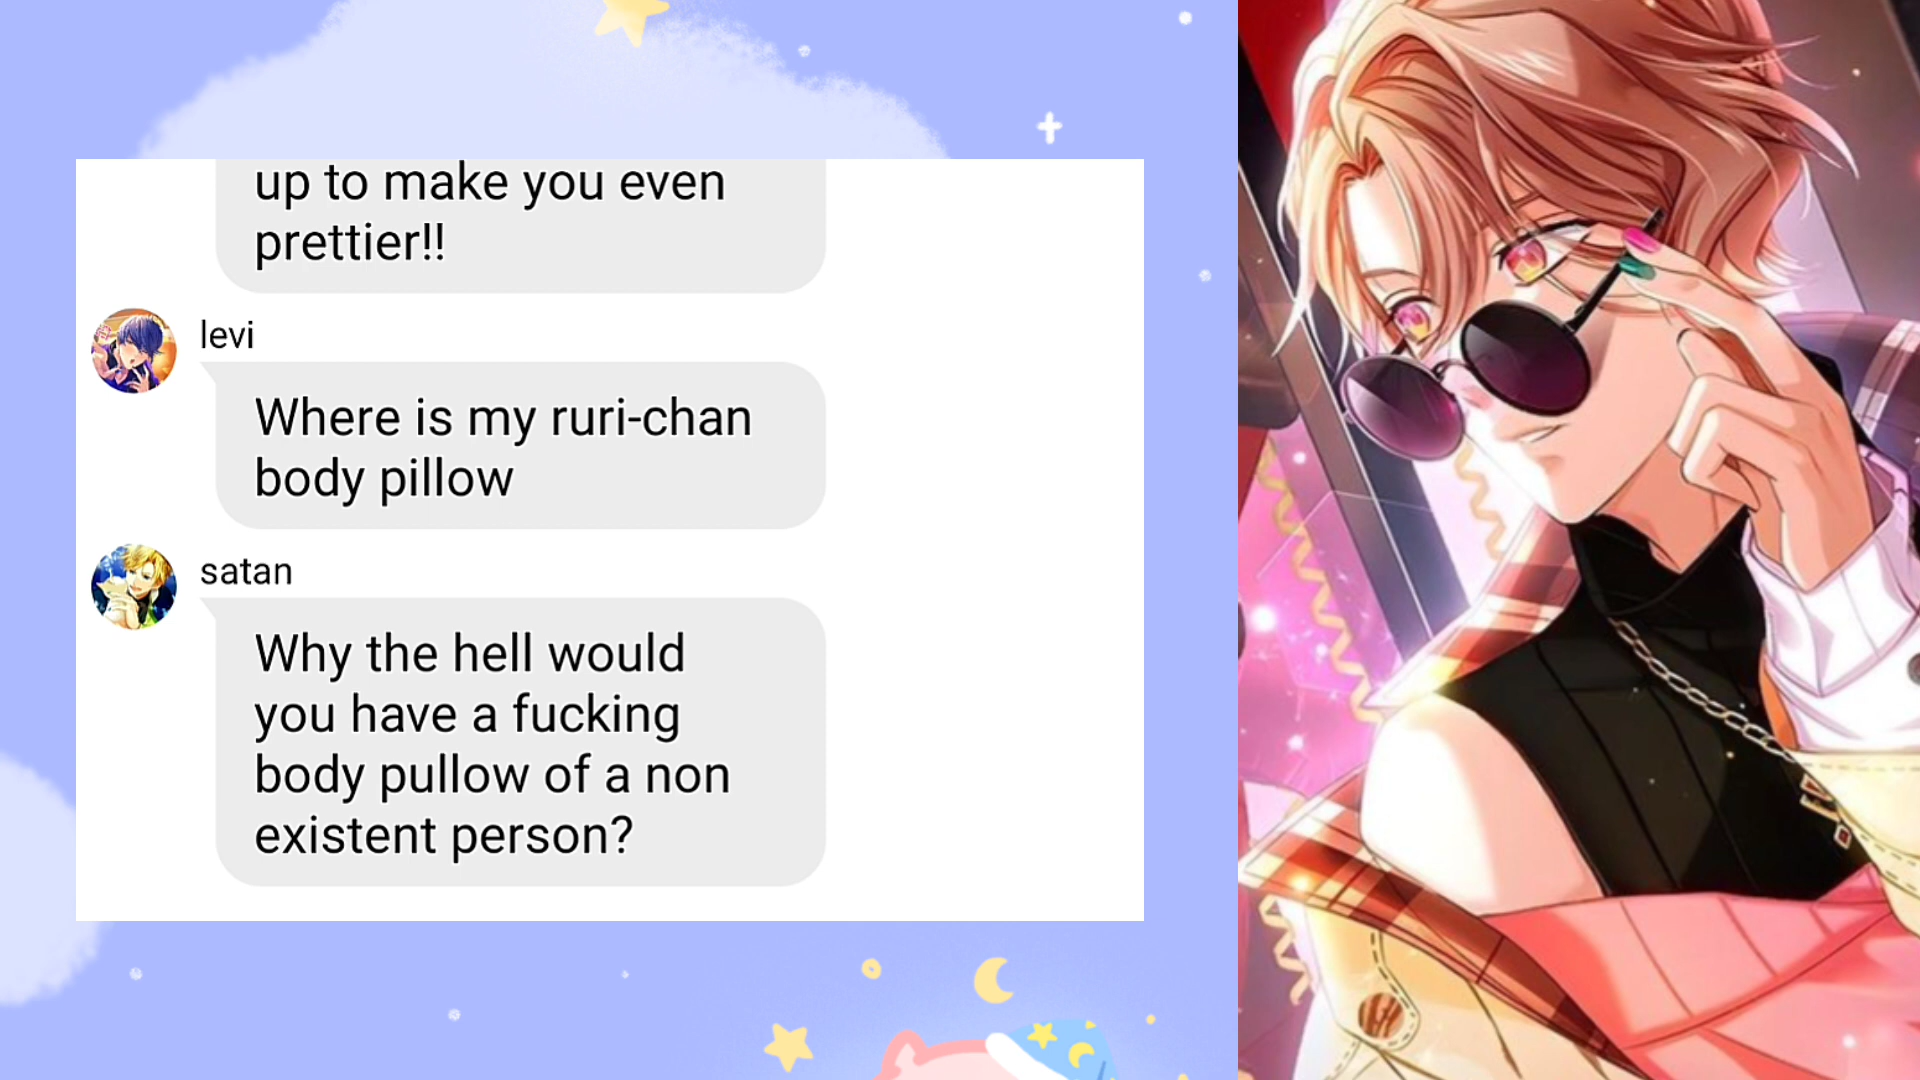 up to make you even
prettier!!
levi
Where is my ruri-chan
body pillow
satan
Why the hell would
you have a fucking
body pullow of a non
existent person?